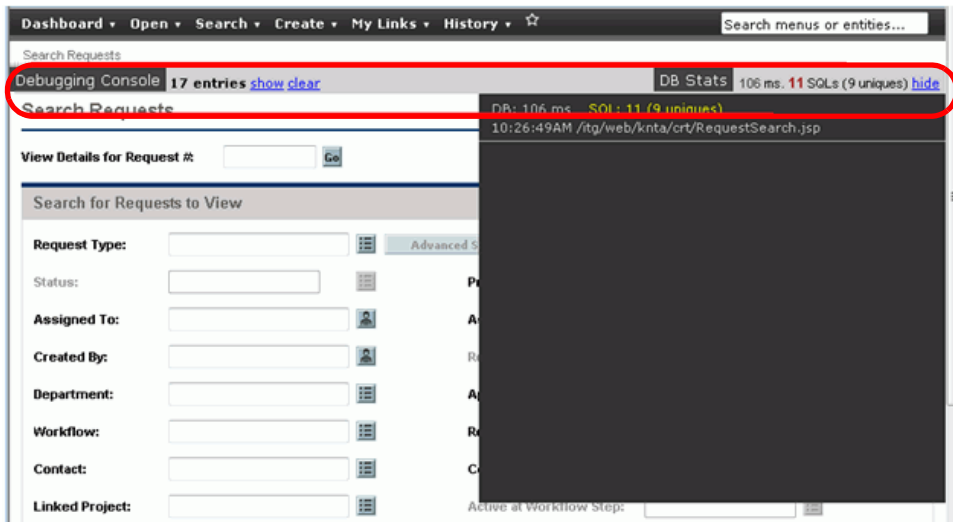 Dashboard ▾ Open ▾ Search ▾ Create ▾ My Links ▾ History ▾ ☆ Search menus or entities...
Search Requests
Debugging Console 17 entries show clear DB Stats 106 ms. 11 SQLs (9 uniques) hide
Search Requests DB: 106 ms SQL: 11 (9 uniques)
10:26:49AM /itg/web/knta/crt/RequestSearch.jsp
View Details for Request #: Go
Search for Requests to View
Request Type: Advanced S
Status: P
Assigned To: A
Created By: Re
Department: A
Workflow: Re
Contact: C
Linked Project: Active at Workflow Step: